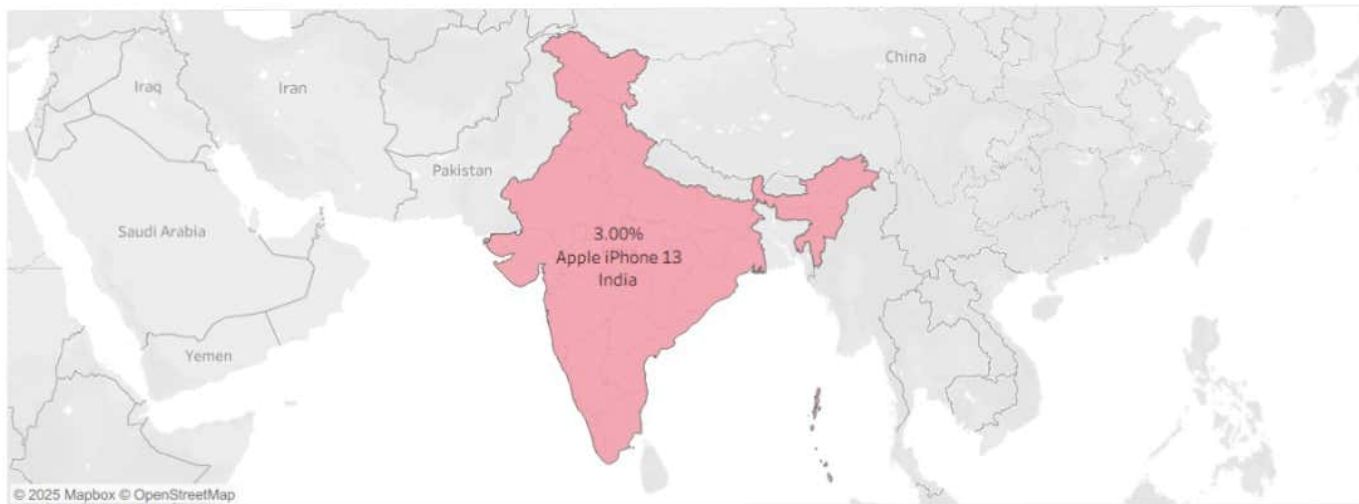 China
Iraq
Iran
Pakistan
Saudi Arabia
3.00%
Apple iPhone 13
India
Yemen
© 2025 Mapbox © OpenStreetMap